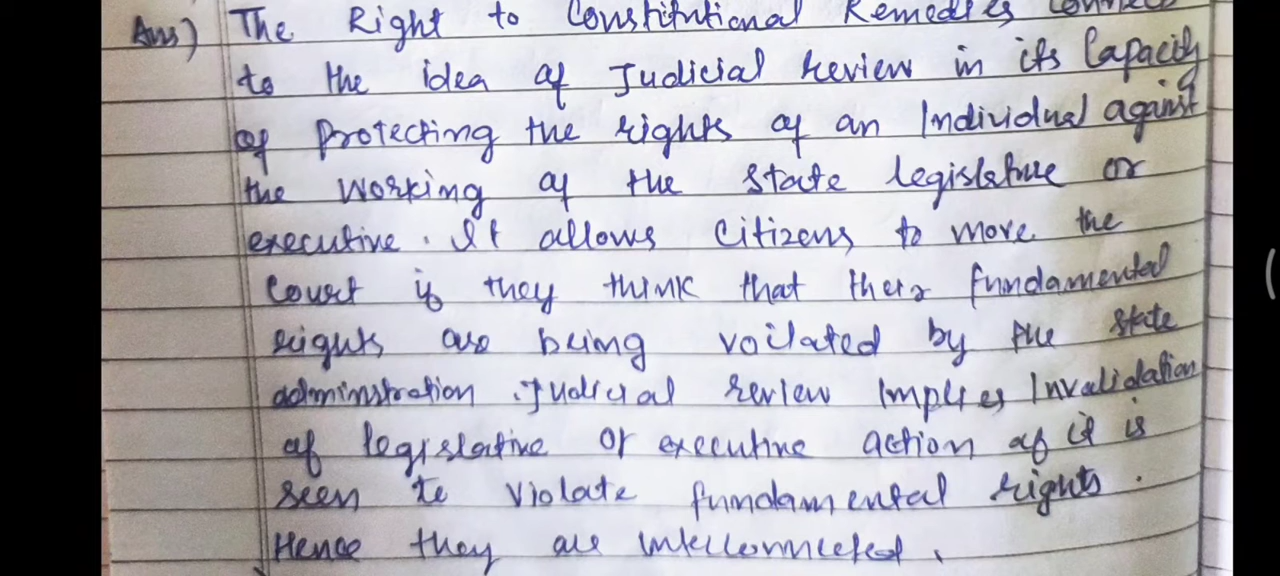 Ans) The Right to Constitutional Remedies connects
to the idea of Judicial review in its Capacity
of protecting the rights of an Individual against
the working of the state legislature or
executive. It allows citizens to move the
court if they think that their fundamental
rights are being voilated by the state
adminstration. Judicial review Implies Invalidation
of legislative or executive action of it is
seen to violate fundamental rights.
Hence they are interconnected.